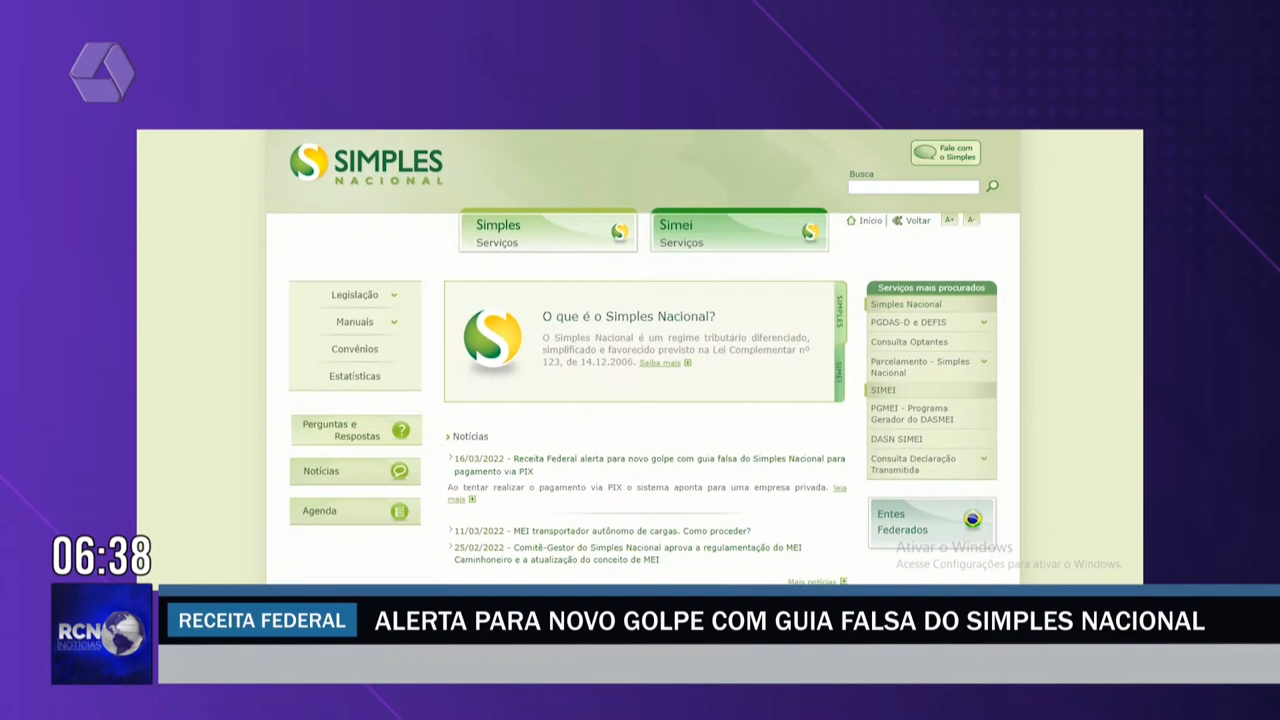 SIMPLES
NACIONAL
Fale com
o Simples
Busca
Simples
Serviços
Simei
Serviços
Início
Voltar
A+
A-
Legislação
Manuais
Convênios
Estatísticas
Perguntas e
Respostas
?
Notícias
Agenda
O que é o Simples Nacional?
O Simples Nacional é um regime tributário diferenciado,
simplificado e favorecido previsto na Lei Complementar nº
123, de 14.12.2006. Saiba mais
SIMPLES
SIMEI
Notícias
16/03/2022 - Receita Federal alerta para novo golpe com guia falsa do Simples Nacional para
pagamento via PIX
Ao tentar realizar o pagamento via PIX o sistema aponta para uma empresa privada. leia
mais
11/03/2022 - MEI transportador autônomo de cargas. Como proceder?
25/02/2022 - Comitê-Gestor do Simples Nacional aprova a regulamentação do MEI
Caminhoneiro e a atualização do conceito de MEI
Mais notícias
Serviços mais procurados
Simples Nacional
PGDAS-D e DEFIS
Consulta Optantes
Parcelamento - Simples
Nacional
SIMEI
PGMEI - Programa
Gerador do DASMEI
DASN SIMEI
Consulta Declaração
Transmitida
Entes
Federados
Ativar o Windows
Acesse Configurações para ativar o Windows.
06:38
RCN
NOTÍCIAS
RECEITA FEDERAL
ALERTA PARA NOVO GOLPE COM GUIA FALSA DO SIMPLES NACIONAL